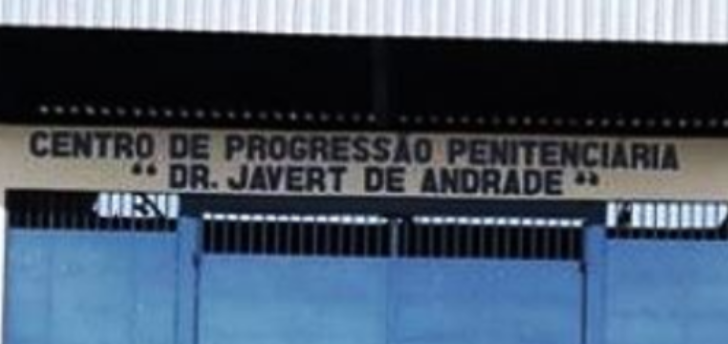 CENTRO DE PROGRESSÃO PENITENCIARIA
“ DR. JAVERT DE ANDRADE “